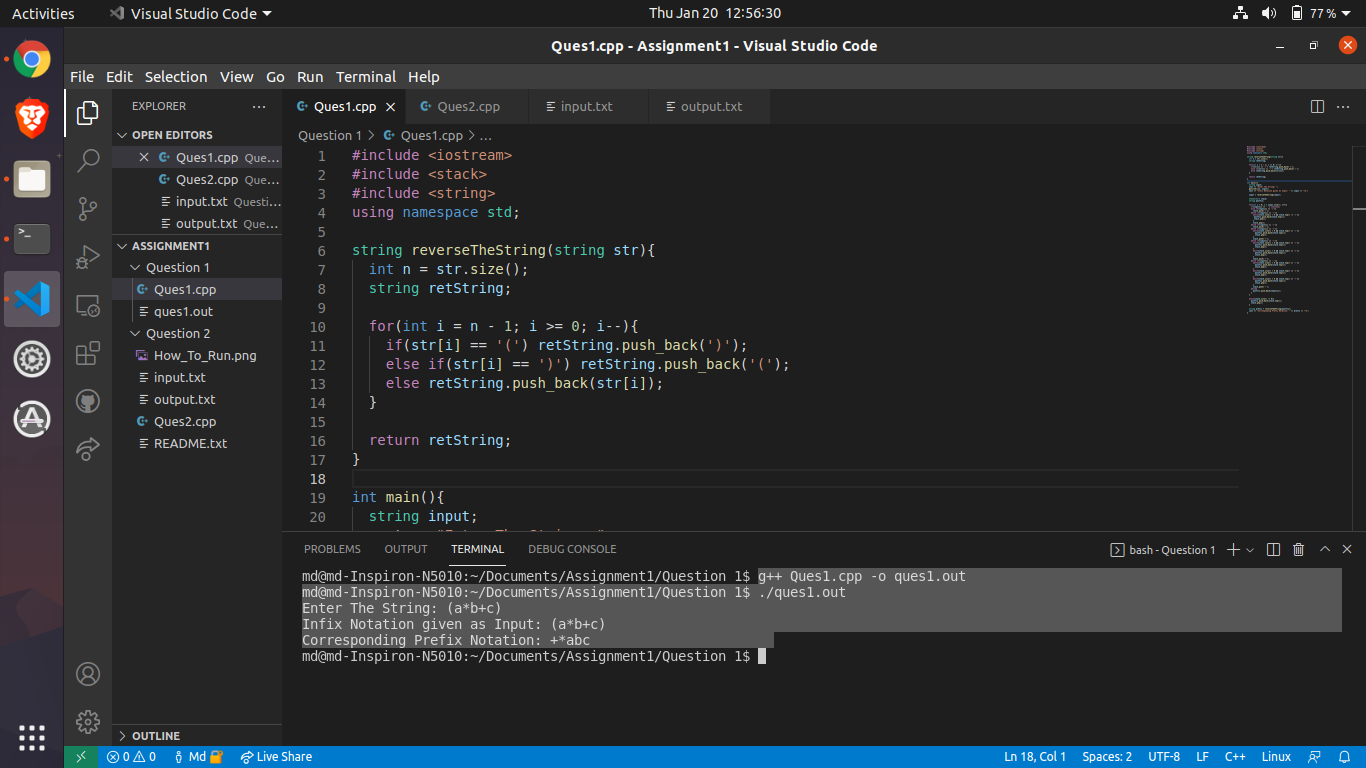 Activities Visual Studio Code Thu Jan 20 12:56:30 77 %
Ques1.cpp - Assignment1 - Visual Studio Code
File Edit Selection View Go Run Terminal Help
EXPLORER
OPEN EDITORS
Ques1.cpp Que...
Ques2.cpp Que...
input.txt Questi...
output.txt Que...
ASSIGNMENT1
Question 1
Ques1.cpp
ques1.out
Question 2
How_To_Run.png
input.txt
output.txt
Ques2.cpp
README.txt
OUTLINE
Ques1.cpp Ques2.cpp input.txt output.txt
Question 1 > Ques1.cpp > ...
1 #include <iostream>
2 #include <stack>
3 #include <string>
4 using namespace std;
5
6 string reverseTheString(string str){
7 int n = str.size();
8 string retString;
9
10 for(int i = n - 1; i >= 0; i--){
11 if(str[i] == '(') retString.push_back(')');
12 else if(str[i] == ')') retString.push_back('(');
13 else retString.push_back(str[i]);
14 }
15
16 return retString;
17 }
18
19 int main(){
20 string input;
PROBLEMS OUTPUT TERMINAL DEBUG CONSOLE bash - Question 1
md@md-Inspiron-N5010:~/Documents/Assignment1/Question 1$ g++ Ques1.cpp -o ques1.out
md@md-Inspiron-N5010:~/Documents/Assignment1/Question 1$ ./ques1.out
Enter The String: (a*b+c)
Infix Notation given as Input: (a*b+c)
Corresponding Prefix Notation: +*abc
md@md-Inspiron-N5010:~/Documents/Assignment1/Question 1$
0 0 Md Live Share Ln 18, Col 1 Spaces: 2 UTF-8 LF C++ Linux